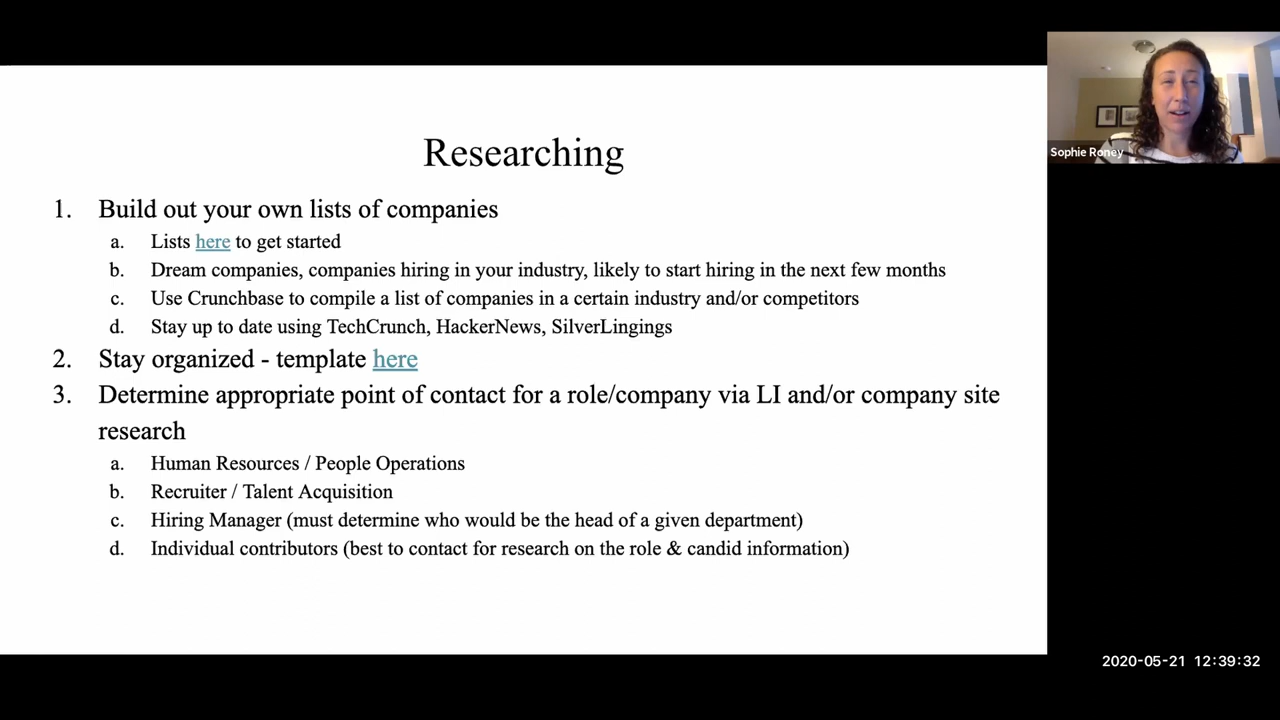 Researching
1. Build out your own lists of companies
a. Lists here to get started
b. Dream companies, companies hiring in your industry, likely to start hiring in the next few months
c. Use Crunchbase to compile a list of companies in a certain industry and/or competitors
d. Stay up to date using TechCrunch, HackerNews, SilverLingings
2. Stay organized - template here
3. Determine appropriate point of contact for a role/company via LI and/or company site
research
a. Human Resources / People Operations
b. Recruiter / Talent Acquisition
c. Hiring Manager (must determine who would be the head of a given department)
d. Individual contributors (best to contact for research on the role & candid information)
Sophie Roney
2020-05-21 12:39:32